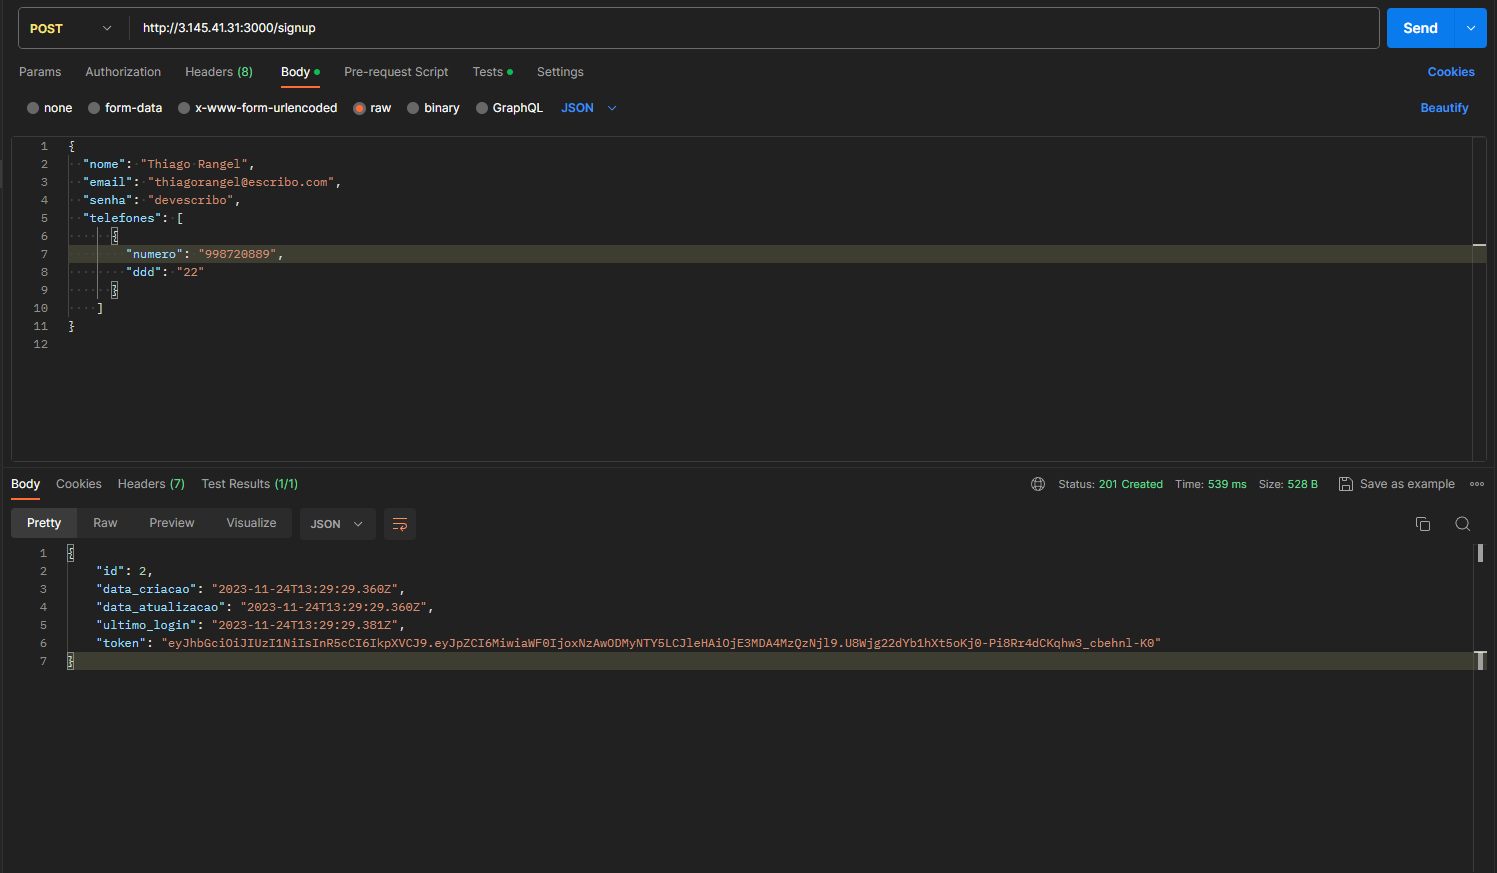 POST http://3.145.41.31:3000/signup Send
Params Authorization Headers (8) Body Pre-request Script Tests Settings Cookies
none form-data x-www-form-urlencoded raw binary GraphQL JSON Beautify
1 {
2 "nome": "Thiago Rangel",
3 "email": "thiagorangel@escribo.com",
4 "senha": "devescribo",
5 "telefones": [
6 {
7 "numero": "998720889",
8 "ddd": "22"
9 }
10 ]
11 }
12
Body Cookies Headers (7) Test Results (1/1) Status: 201 Created Time: 539 ms Size: 528 B Save as example
Pretty Raw Preview Visualize JSON
1 {
2 "id": 2,
3 "data_criacao": "2023-11-24T13:29:29.360Z",
4 "data_atualizacao": "2023-11-24T13:29:29.360Z",
5 "ultimo_login": "2023-11-24T13:29:29.381Z",
6 "token": "eyJhbGciOiJIUzI1NiIsInR5cCI6IkpXVCJ9.eyJpZCI6MiwiaWF0IjoxNzAwODMyNTY5LCJleHAiOjE3MDA4MzQzNjl9.U8Wjg22dYb1hXt5oKj0-Pi8Rr4dCKqhw3_cbehnl-K0"
7 }